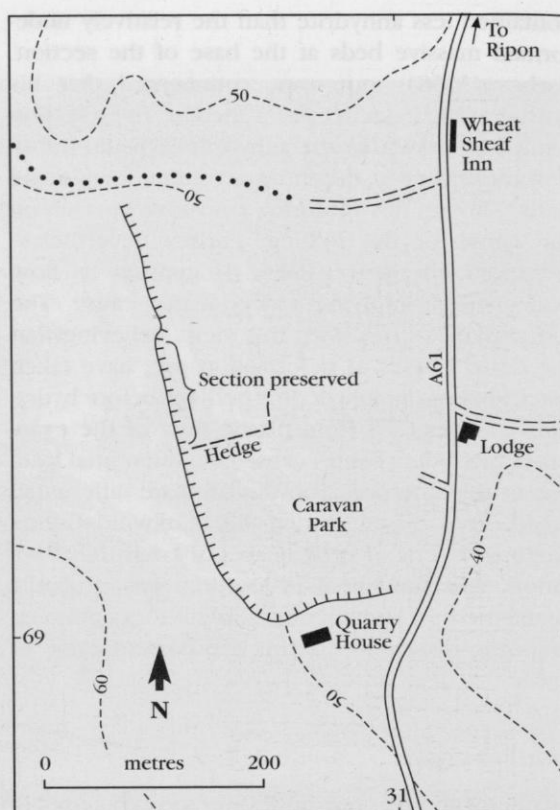 To
Ripon
50
Wheat
Sheaf
Inn
50
Section preserved
A61
Hedge
Lodge
Caravan
Park
40
69
Quarry
House
60
N
50
0 metres 200
31